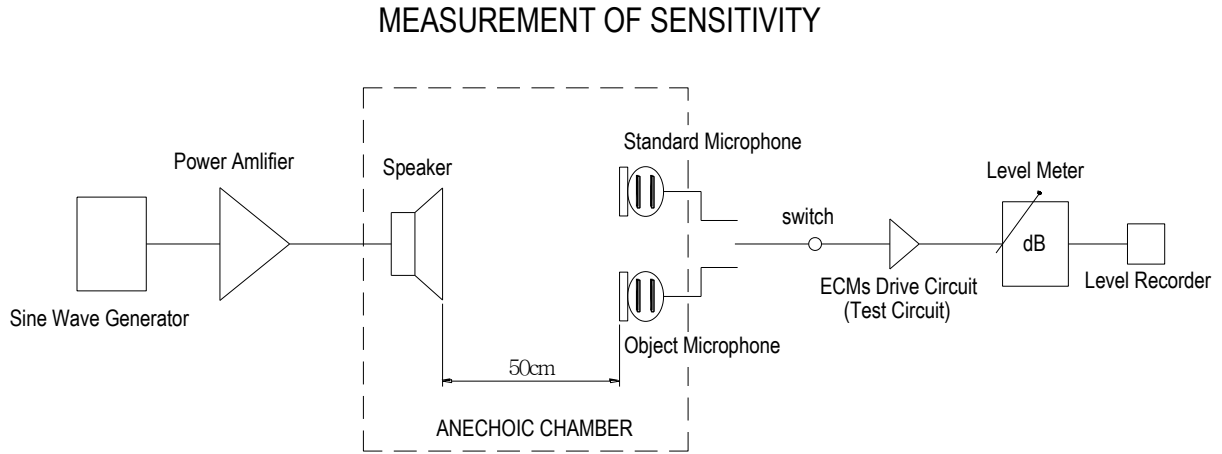 MEASUREMENT OF SENSITIVITY
Power Amlifier
Speaker
Standard Microphone
Level Meter
switch
dB
Sine Wave Generator
ECMs Drive Circuit
(Test Circuit)
Level Recorder
Object Microphone
50cm
ANECHOIC CHAMBER